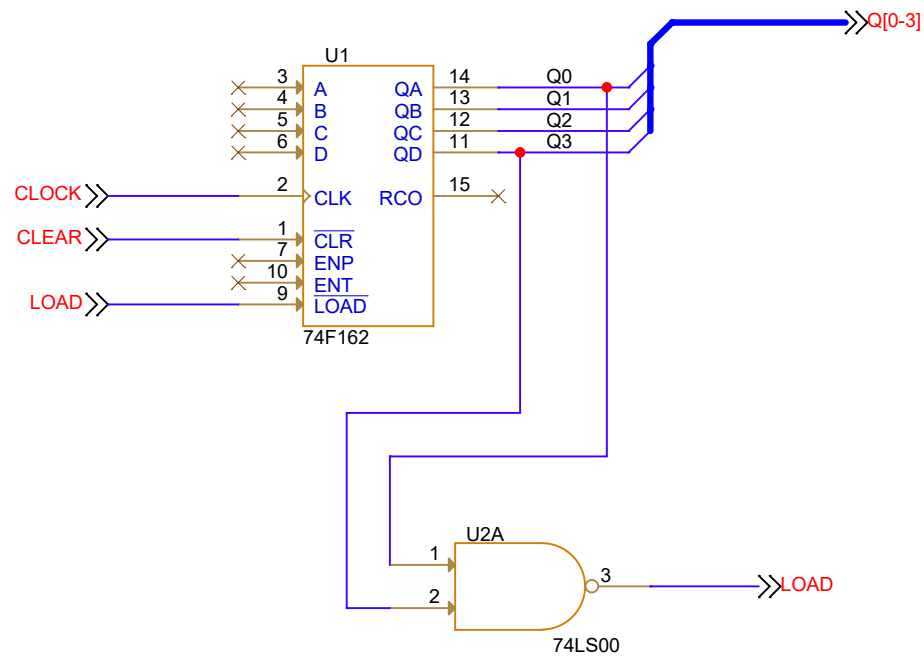 Q[0-3]
U1
3 A QA 14 Q0
4 B QB 13 Q1
5 C QC 12 Q2
6 D QD 11 Q3
CLOCK 2 CLK RCO 15
CLEAR 1 CLR
7 ENP
10 ENT
LOAD 9 LOAD
74F162
U2A
1
3 LOAD
2
74LS00